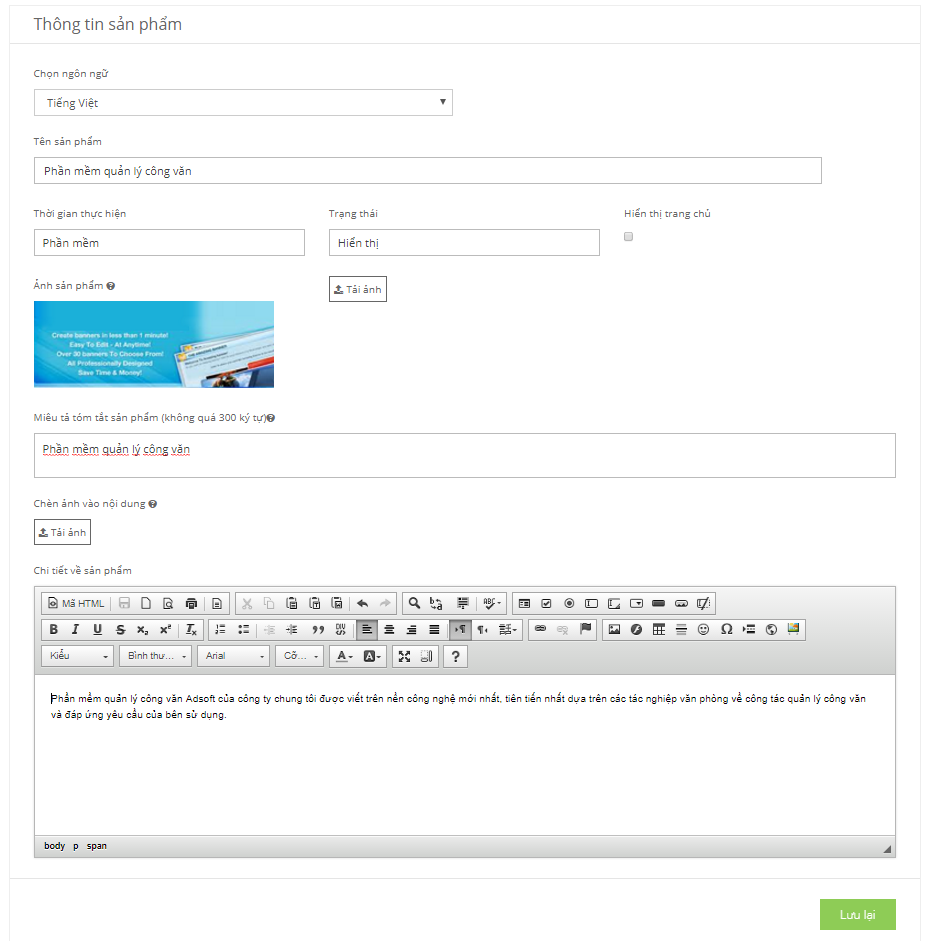 Thông tin sản phẩm
Chọn ngôn ngữ
Tiếng Việt
Tên sản phẩm
Phần mềm quản lý công văn
Thời gian thực hiện
Trạng thái
Hiển thị trang chủ
Phần mềm
Hiển thị
Ảnh sản phẩm
Tải ảnh
Create banners in less than 1 minute!
Easy To Edit - At Anytime!
Over 30 banners To Choose From!
All Professionally Designed
Save Time & Money!
Miêu tả tóm tắt sản phẩm (không quá 300 ký tự)
Phần mềm quản lý công văn
Chèn ảnh vào nội dung
Tải ảnh
Chi tiết về sản phẩm
Mã HTML
Kiểu
Bình thư...
Arial
Cỡ...
Phần mềm quản lý công văn Adsoft của công ty chung tôi được viết trên nền công nghệ mới nhất, tiên tiến nhất dựa trên các tác nghiệp văn phòng về công tác quản lý công văn
và đáp ứng yêu cầu của bên sử dụng.
body p span
Lưu lại